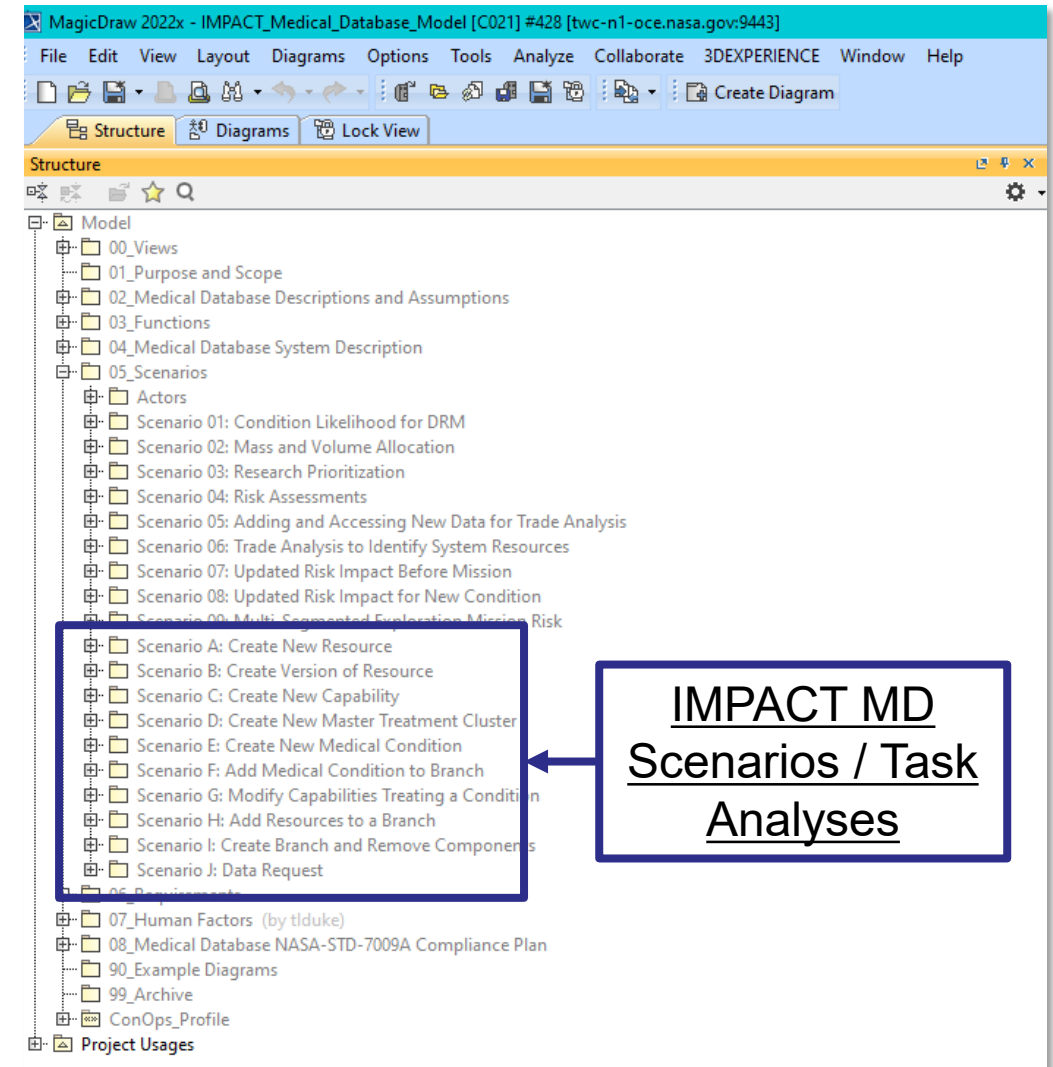 MagicDraw 2022x - IMPACT_Medical_Database_Model [C021] #428 [twc-n1-oce.nasa.gov:9443]
File Edit View Layout Diagrams Options Tools Analyze Collaborate 3DEXPERIENCE Window Help
Create Diagram
Structure Diagrams Lock View
Structure
Model
00_Views
01_Purpose and Scope
02_Medical Database Descriptions and Assumptions
03_Functions
04_Medical Database System Description
05_Scenarios
Actors
Scenario 01: Condition Likelihood for DRM
Scenario 02: Mass and Volume Allocation
Scenario 03: Research Prioritization
Scenario 04: Risk Assessments
Scenario 05: Adding and Accessing New Data for Trade Analysis
Scenario 06: Trade Analysis to Identify System Resources
Scenario 07: Updated Risk Impact Before Mission
Scenario 08: Updated Risk Impact for New Condition
Scenario 09: Multi-Segmented Exploration Mission Risk
Scenario A: Create New Resource
Scenario B: Create Version of Resource
Scenario C: Create New Capability
Scenario D: Create New Master Treatment Cluster
Scenario E: Create New Medical Condition
Scenario F: Add Medical Condition to Branch
Scenario G: Modify Capabilities Treating a Condition
Scenario H: Add Resources to a Branch
Scenario I: Create Branch and Remove Components
Scenario J: Data Request
06_Requirements
07_Human Factors (by tlduke)
08_Medical Database NASA-STD-7009A Compliance Plan
90_Example Diagrams
99_Archive
ConOps_Profile
Project Usages
IMPACT MD
Scenarios / Task
Analyses